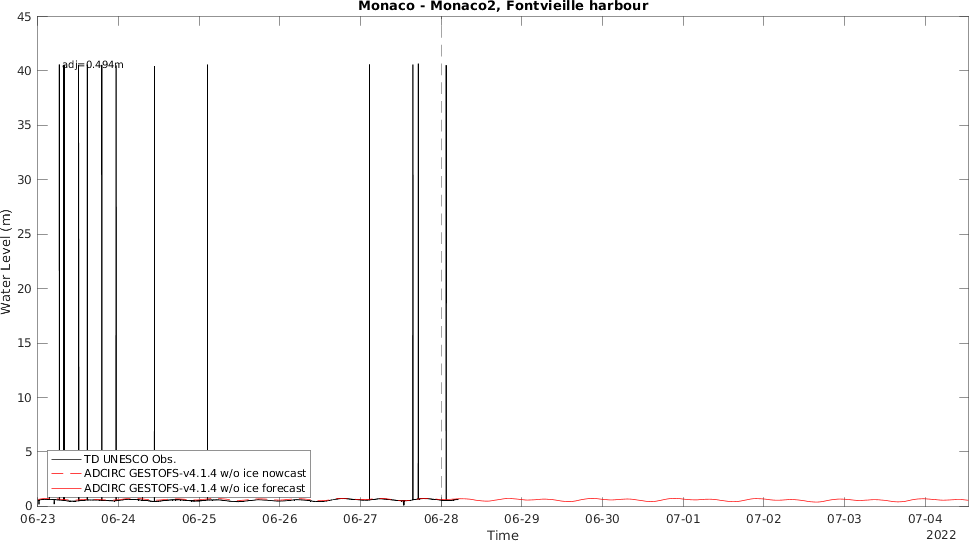 Monaco - Monaco2, Fontvieille harbour
45
40
35
30
25
20
15
10
5
0
Water Level (m)
adj=0.494m
TD UNESCO Obs.
ADCIRC GESTOFS-v4.1.4 w/o ice nowcast
ADCIRC GESTOFS-v4.1.4 w/o ice forecast
06-23 06-24 06-25 06-26 06-27 06-28 06-29 06-30 07-01 07-02 07-03 07-04
Time
2022